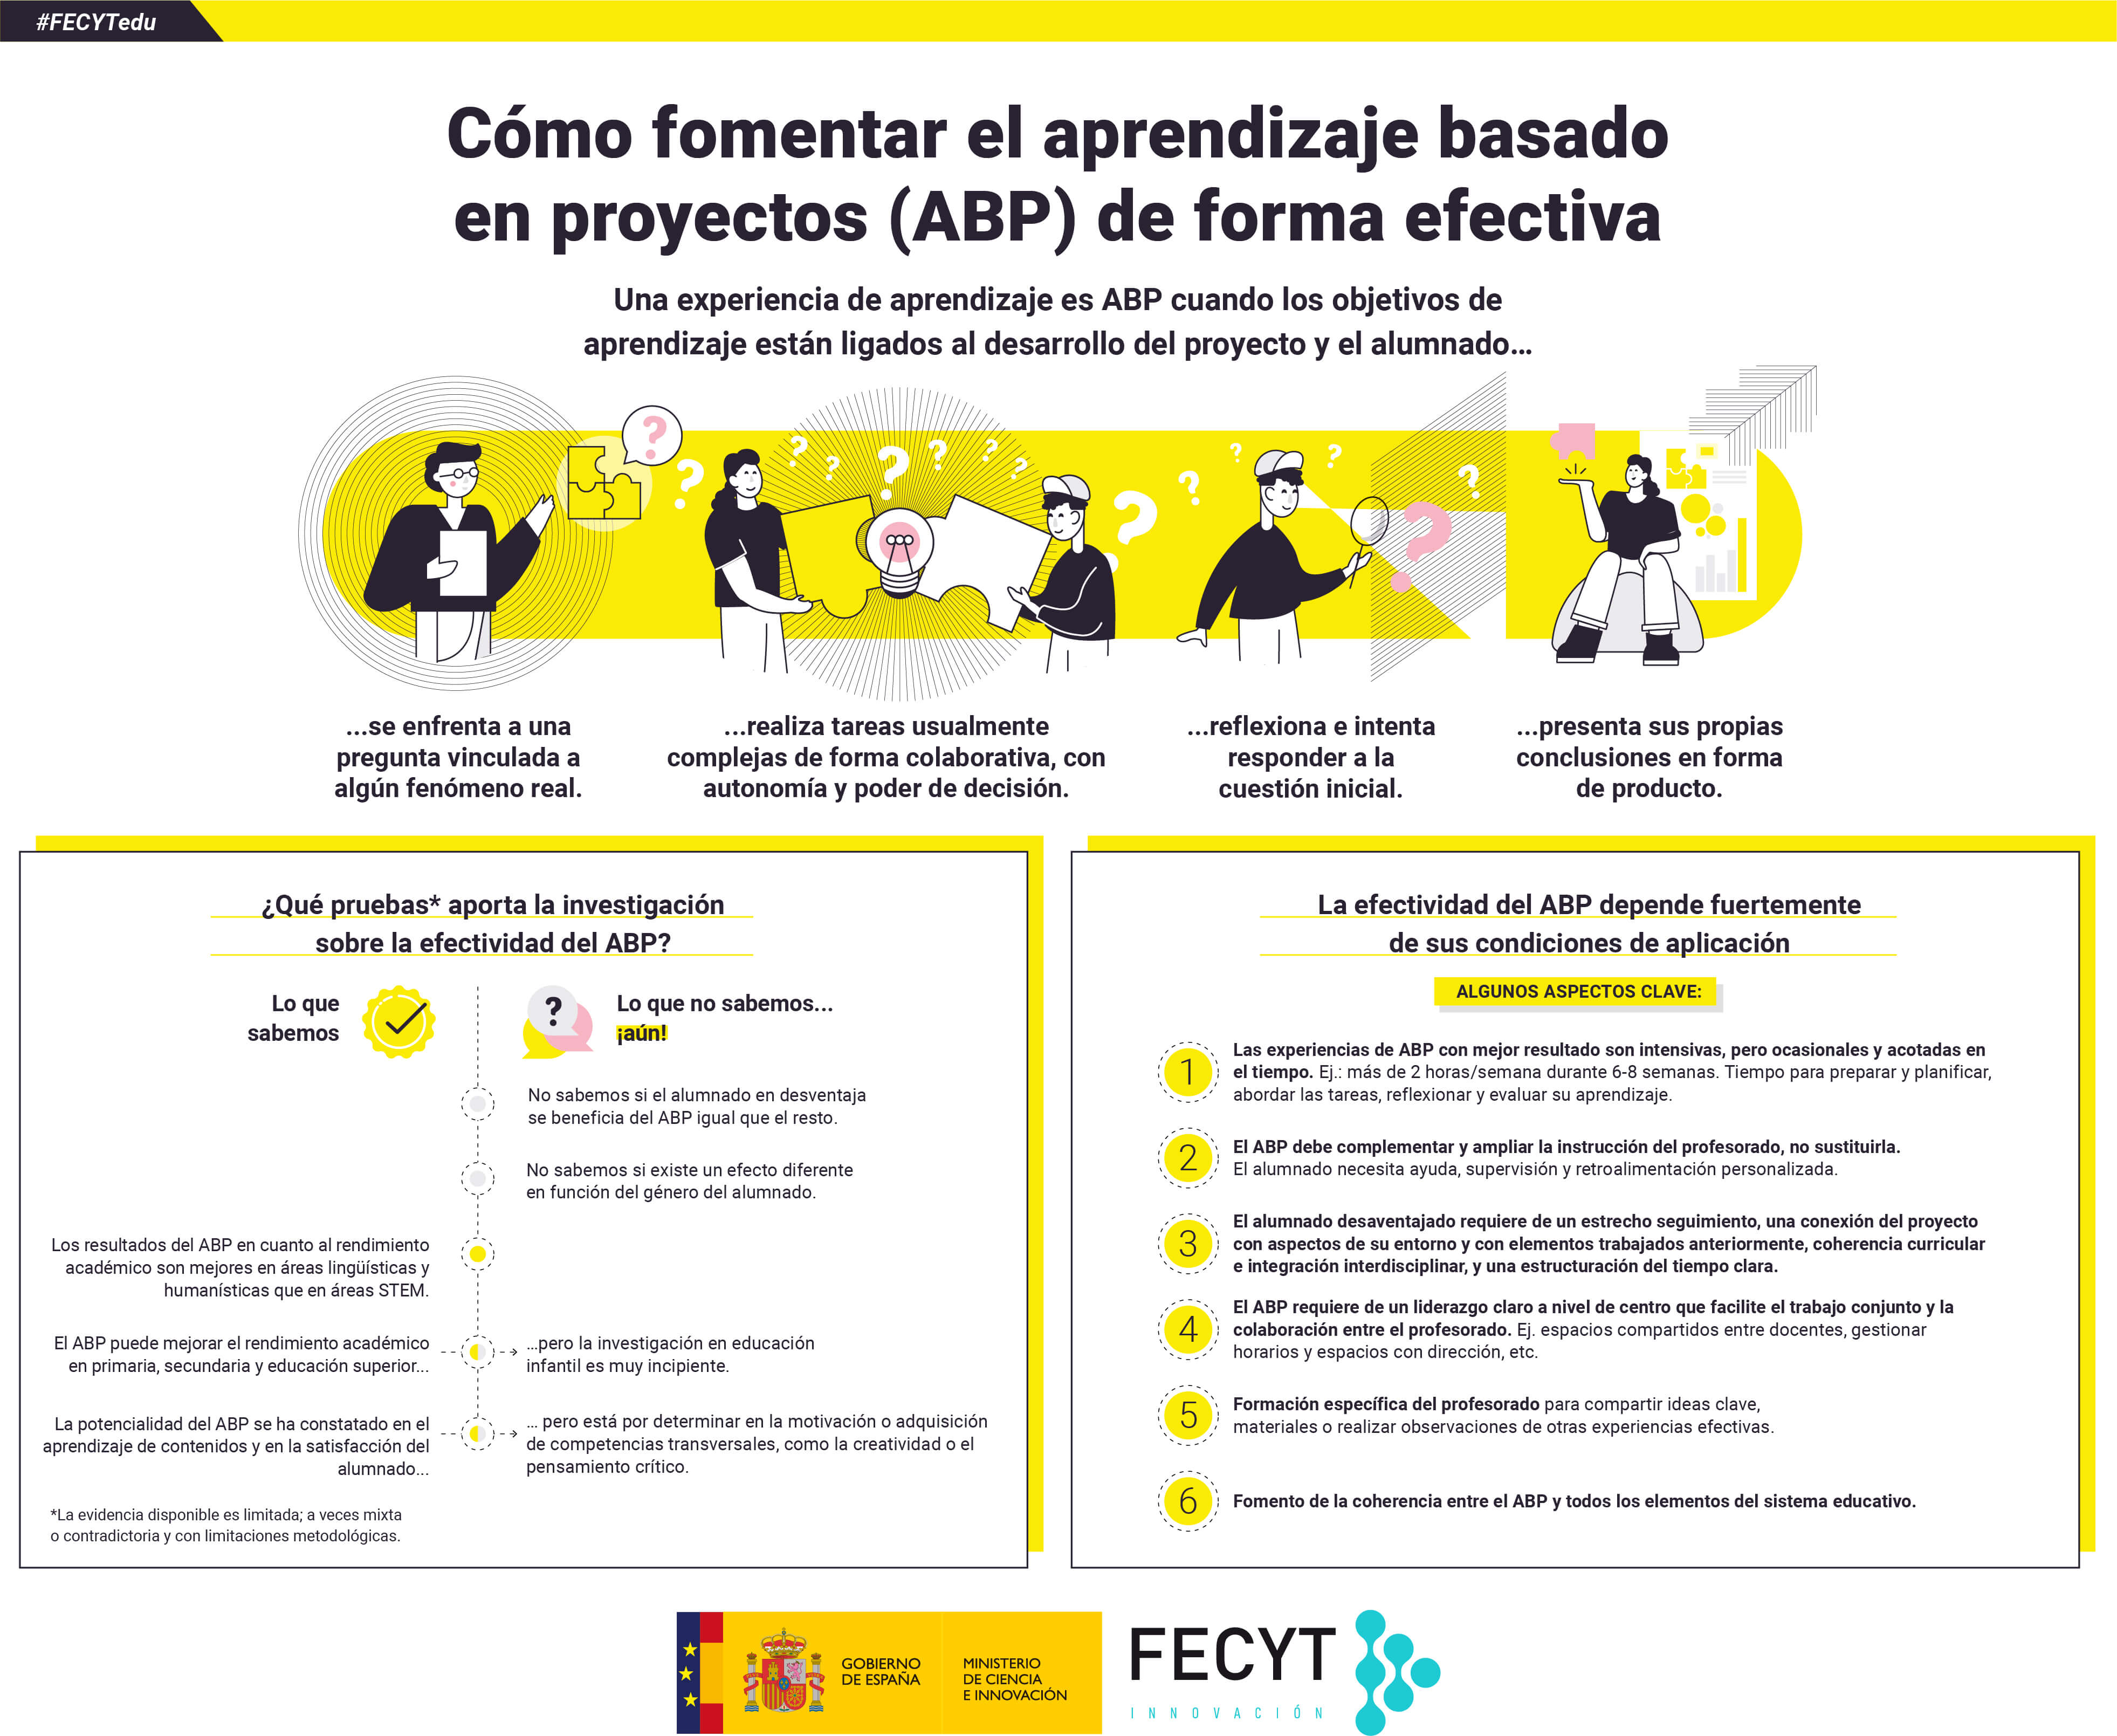 #FECYTedu
Cómo fomentar el aprendizaje basado
en proyectos (ABP) de forma efectiva
Una experiencia de aprendizaje es ABP cuando los objetivos de
aprendizaje están ligados al desarrollo del proyecto y el alumnado...
?
...se enfrenta a una
pregunta vinculada a
algún fenómeno real.
...realiza tareas usualmente
complejas de forma colaborativa, con
autonomía y poder de decisión.
...reflexiona e intenta
responder a la
cuestión inicial.
...presenta sus propias
conclusiones en forma
de producto.
¿Qué pruebas* aporta la investigación
sobre la efectividad del ABP?
Lo que
sabemos
?
Lo que no sabemos...
¡aún!
No sabemos si el alumnado en desventaja
se beneficia del ABP igual que el resto.
No sabemos si existe un efecto diferente
en función del género del alumnado.
Los resultados del ABP en cuanto al rendimiento
académico son mejores en áreas lingüísticas y
humanísticas que en áreas STEM.
El ABP puede mejorar el rendimiento académico
en primaria, secundaria y educación superior...
...pero la investigación en educación
infantil es muy incipiente.
La potencialidad del ABP se ha constatado en el
aprendizaje de contenidos y en la satisfacción del
alumnado...
... pero está por determinar en la motivación o adquisición
de competencias transversales, como la creatividad o el
pensamiento crítico.
*La evidencia disponible es limitada; a veces mixta
o contradictoria y con limitaciones metodológicas.
La efectividad del ABP depende fuertemente
de sus condiciones de aplicación
ALGUNOS ASPECTOS CLAVE:
1
Las experiencias de ABP con mejor resultado son intensivas, pero ocasionales y acotadas en
el tiempo. Ej.: más de 2 horas/semana durante 6-8 semanas. Tiempo para preparar y planificar,
abordar las tareas, reflexionar y evaluar su aprendizaje.
2
El ABP debe complementar y ampliar la instrucción del profesorado, no sustituirla.
El alumnado necesita ayuda, supervisión y retroalimentación personalizada.
3
El alumnado desaventajado requiere de un estrecho seguimiento, una conexión del proyecto
con aspectos de su entorno y con elementos trabajados anteriormente, coherencia curricular
e integración interdisciplinar, y una estructuración del tiempo clara.
4
El ABP requiere de un liderazgo claro a nivel de centro que facilite el trabajo conjunto y la
colaboración entre el profesorado. Ej. espacios compartidos entre docentes, gestionar
horarios y espacios con dirección, etc.
5
Formación específica del profesorado para compartir ideas clave,
materiales o realizar observaciones de otras experiencias efectivas.
6
Fomento de la coherencia entre el ABP y todos los elementos del sistema educativo.
GOBIERNO
DE ESPAÑA
MINISTERIO
DE CIENCIA
E INNOVACIÓN
FECYT
INNOVACIÓN